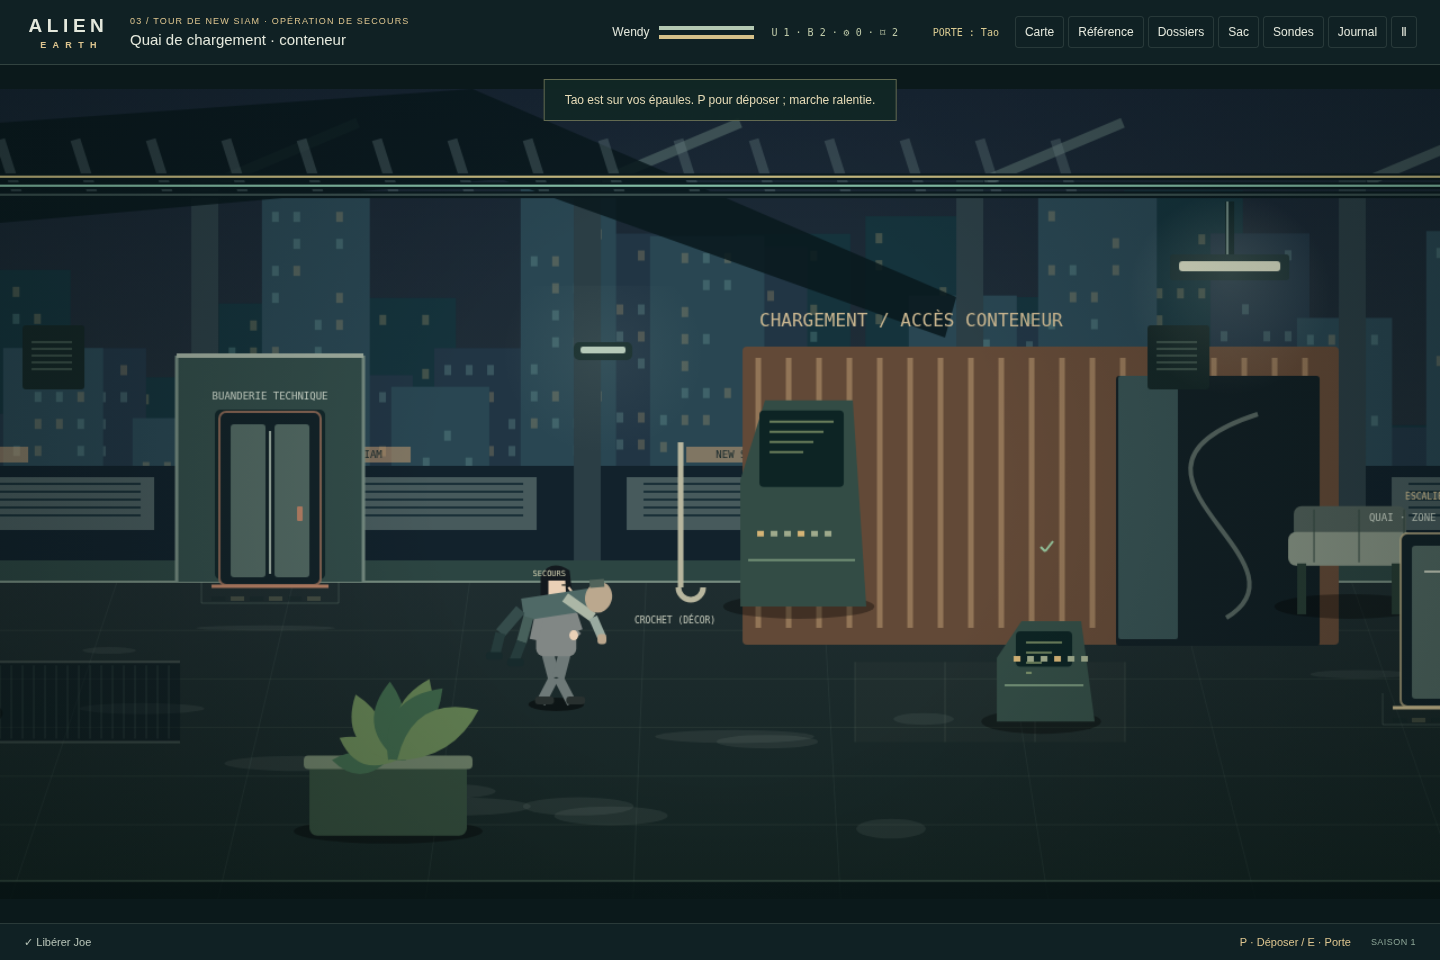 ALIEN
EARTH
03 / TOUR DE NEW SIAM · OPÉRATION DE SECOURS
Quai de chargement · conteneur
Wendy
U 1 · B 2 · ⚙ 0 · ⌑ 2
PORTE : Tao
Carte
Référence
Dossiers
Sac
Sondes
Journal
Ⅱ
Tao est sur vos épaules. P pour déposer ; marche ralentie.
CHARGEMENT / ACCÈS CONTENEUR
BUANDERIE TECHNIQUE
IAM
NEW S
ESCALIE
QUAI · ZONE
SECOURS
CROCHET (DÉCOR)
✓ Libérer Joe
P · Déposer / E · Porte
SAISON 1